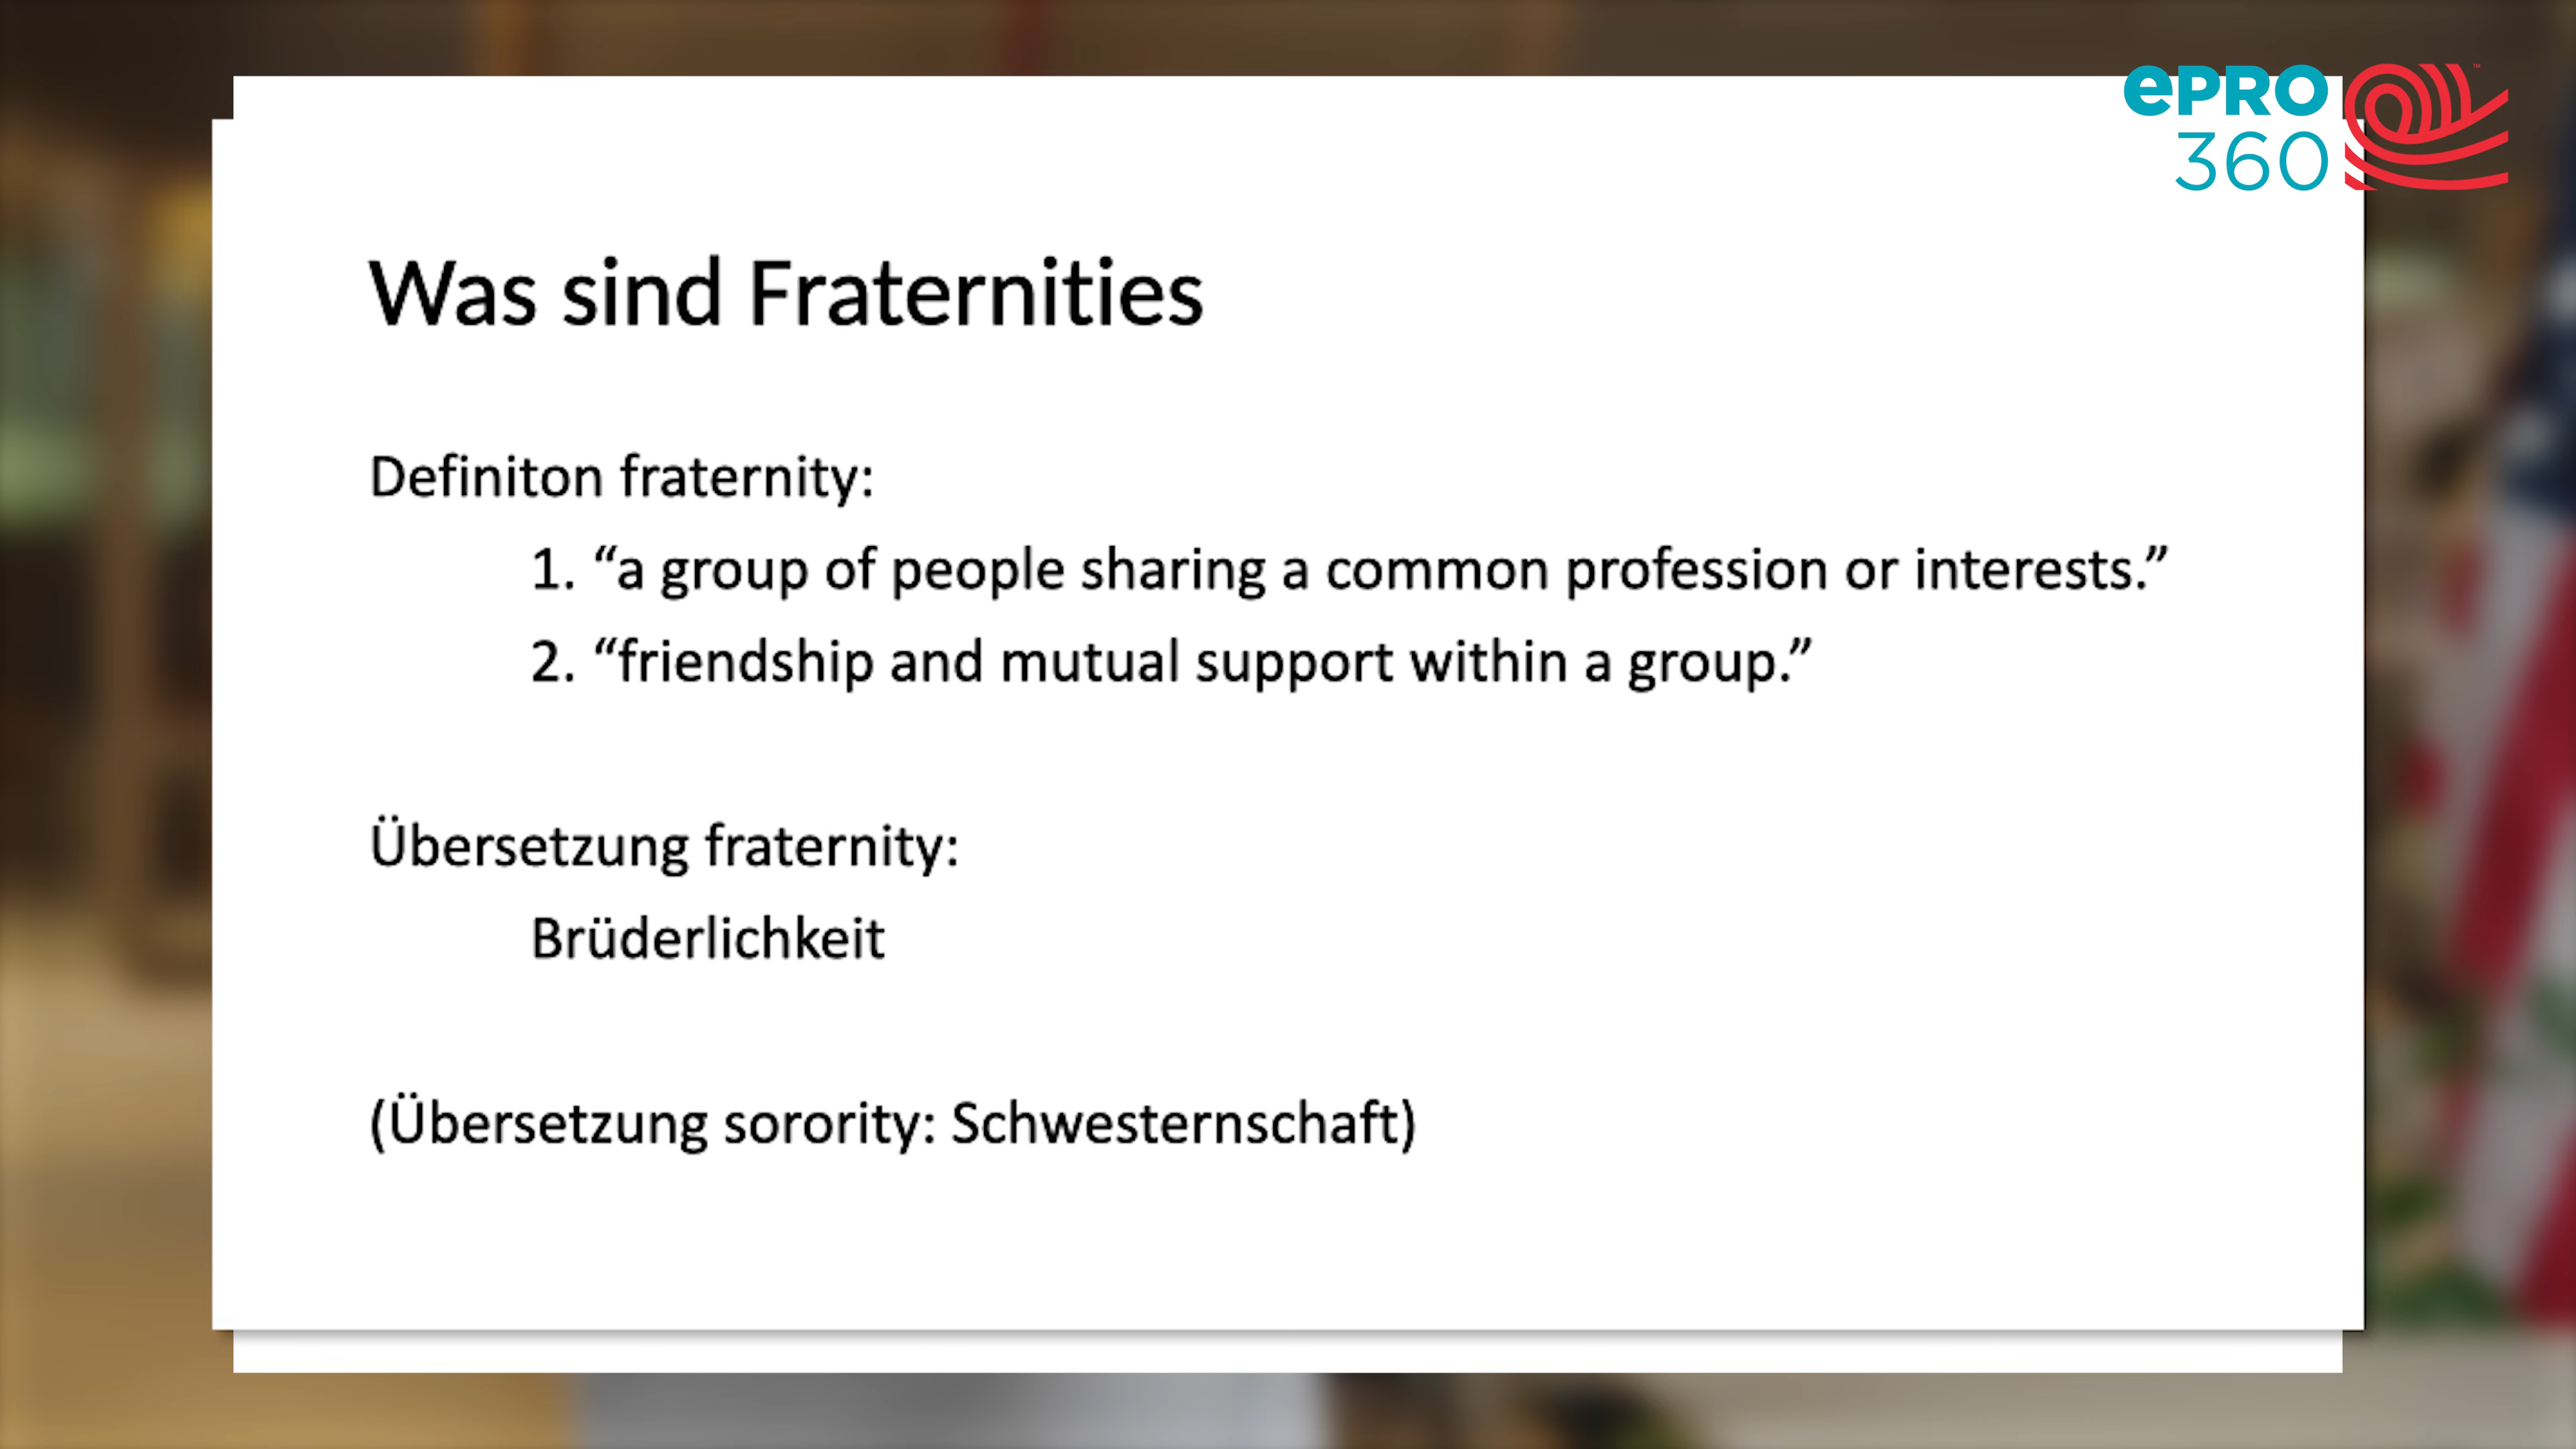 ePRO
360
Was sind Fraternities
Definiton fraternity:
1. “a group of people sharing a common profession or interests.”
2. “friendship and mutual support within a group.”
Übersetzung fraternity:
Brüderlichkeit
(Übersetzung sorority: Schwesternschaft)